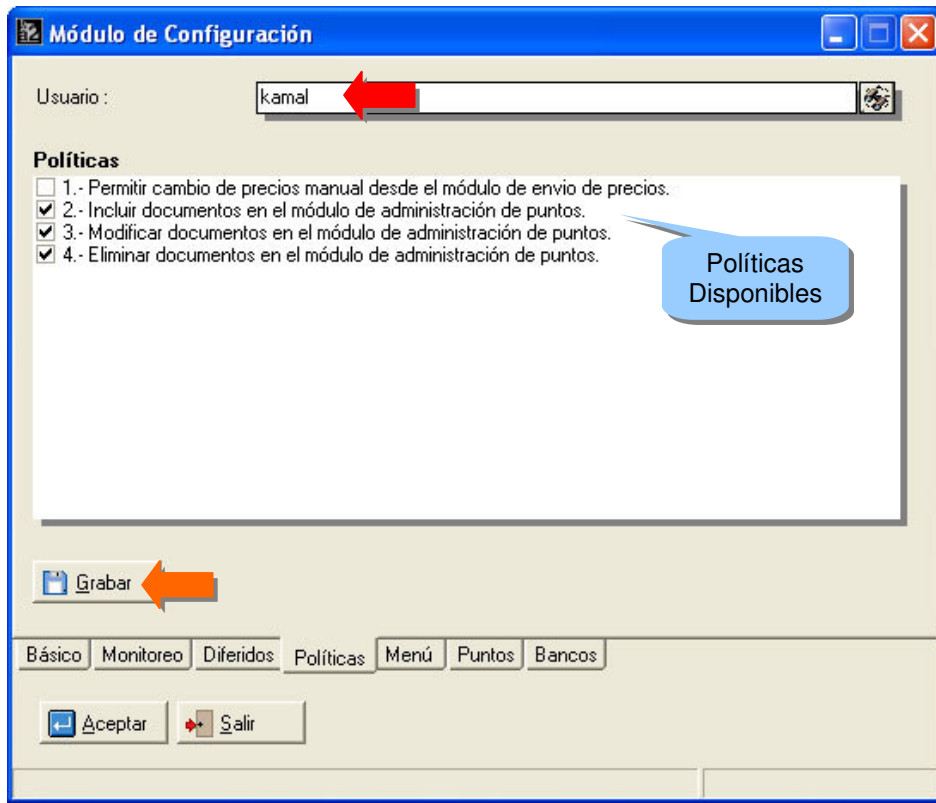 Módulo de Configuración
Usuario :
kamal
Políticas
1.- Permitir cambio de precios manual desde el módulo de envio de precios.
2.- Incluir documentos en el módulo de administración de puntos.
3.- Modificar documentos en el módulo de administración de puntos.
4.- Eliminar documentos en el módulo de administración de puntos.
Políticas
Disponibles
Grabar
Básico Monitoreo Diferidos Políticas Menú Puntos Bancos
Aceptar Salir